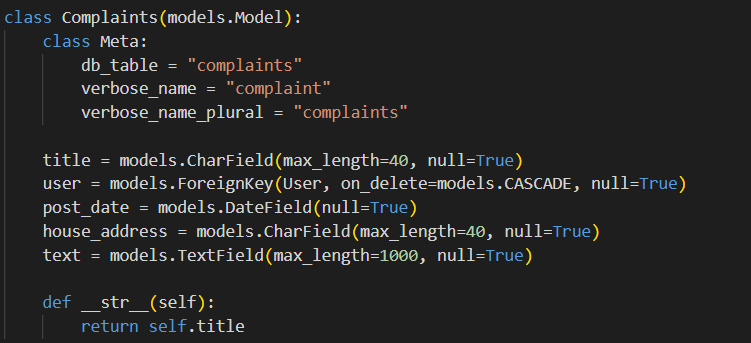 class Complaints(models.Model):
    class Meta:
        db_table = "complaints"
        verbose_name = "complaint"
        verbose_name_plural = "complaints"

    title = models.CharField(max_length=40, null=True)
    user = models.ForeignKey(User, on_delete=models.CASCADE, null=True)
    post_date = models.DateField(null=True)
    house_address = models.CharField(max_length=40, null=True)
    text = models.TextField(max_length=1000, null=True)

    def __str__(self):
        return self.title